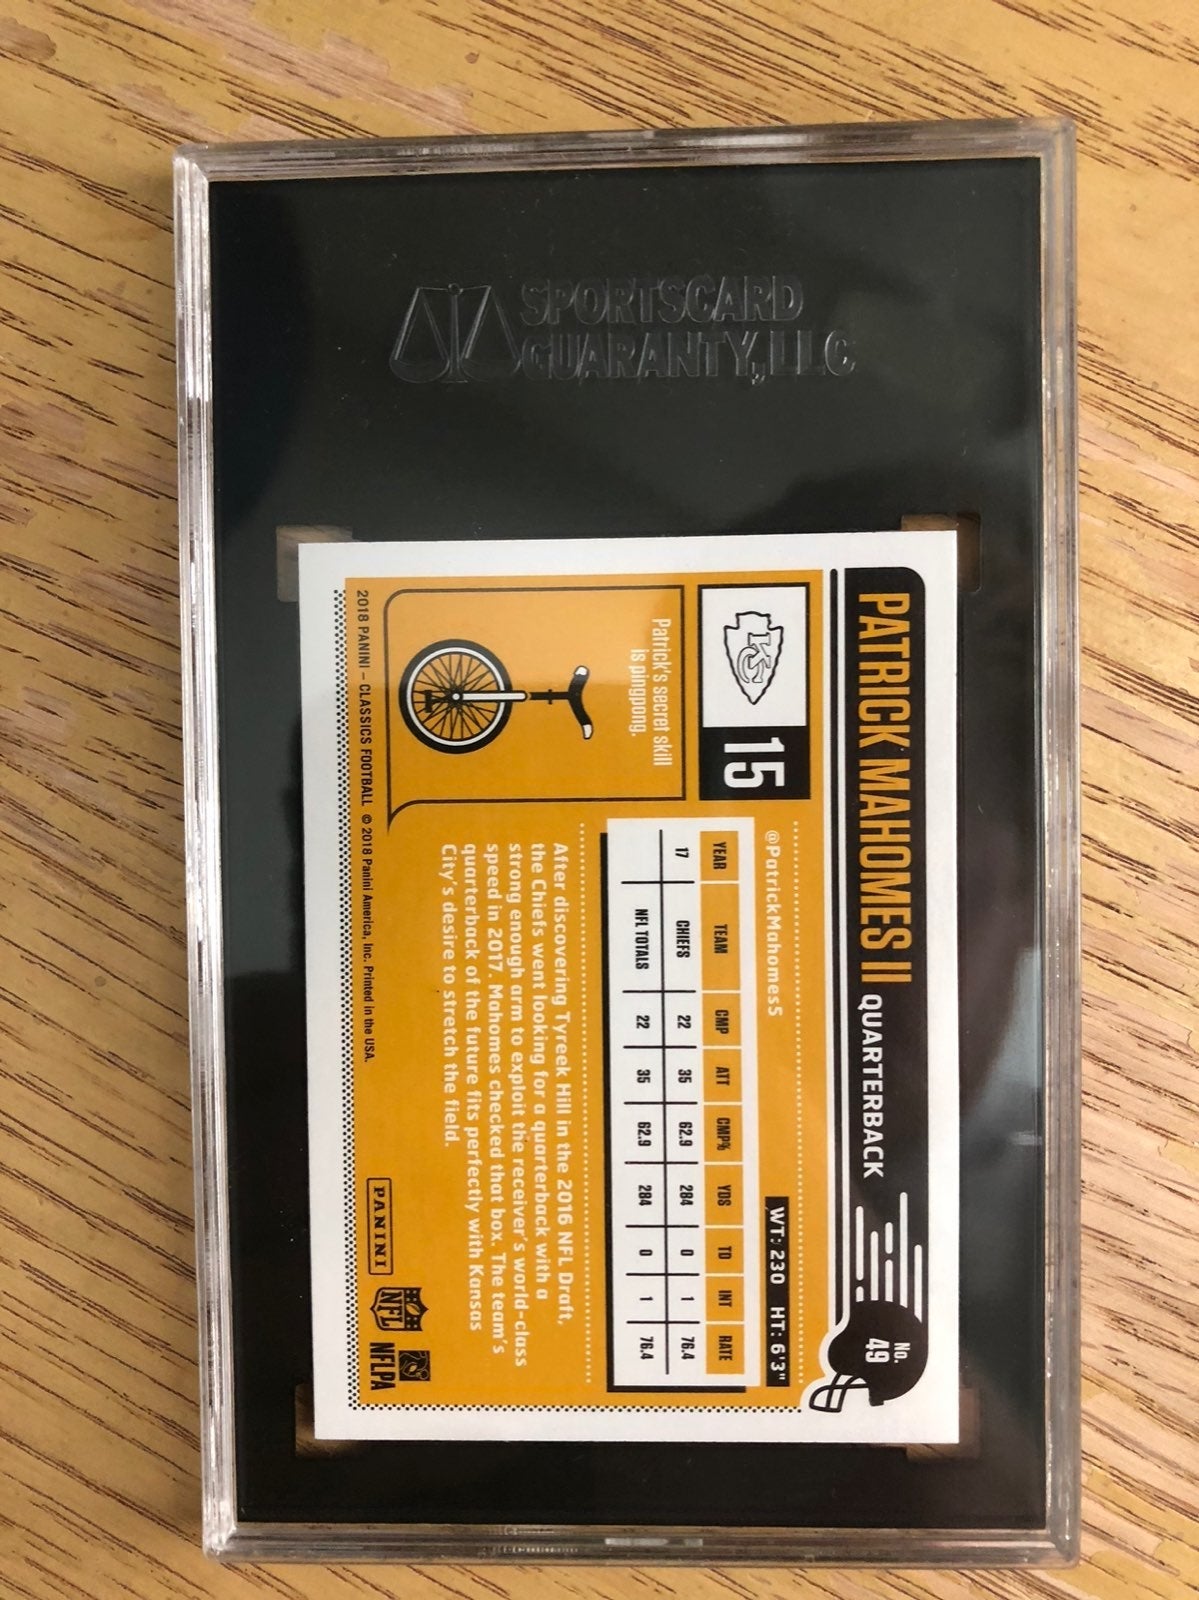 SPORTSCARD
GUARANTY, LLC
PATRICK MAHOMES II QUARTERBACK
No.
49
KC
15
@PatrickMahomes5
WT: 230 HT: 6'3"
YEAR TEAM CMP ATT CMP% YDS TD INT RATE
17 CHIEFS 22 35 62.9 284 0 1 76.4
NFL TOTALS 22 35 62.9 284 0 1 76.4
Patrick's secret skill
is pingpong.
After discovering Tyreek Hill in the 2016 NFL Draft,
the Chiefs went looking for a quarterback with a
strong enough arm to exploit the receiver's world-class
speed in 2017. Mahomes checked that box. The team's
quarterback of the future fits perfectly with Kansas
City's desire to stretch the field.
2018 PANINI – CLASSICS FOOTBALL © 2018 Panini America, Inc. Printed in the USA.
PANINI
NFL
NFLPA